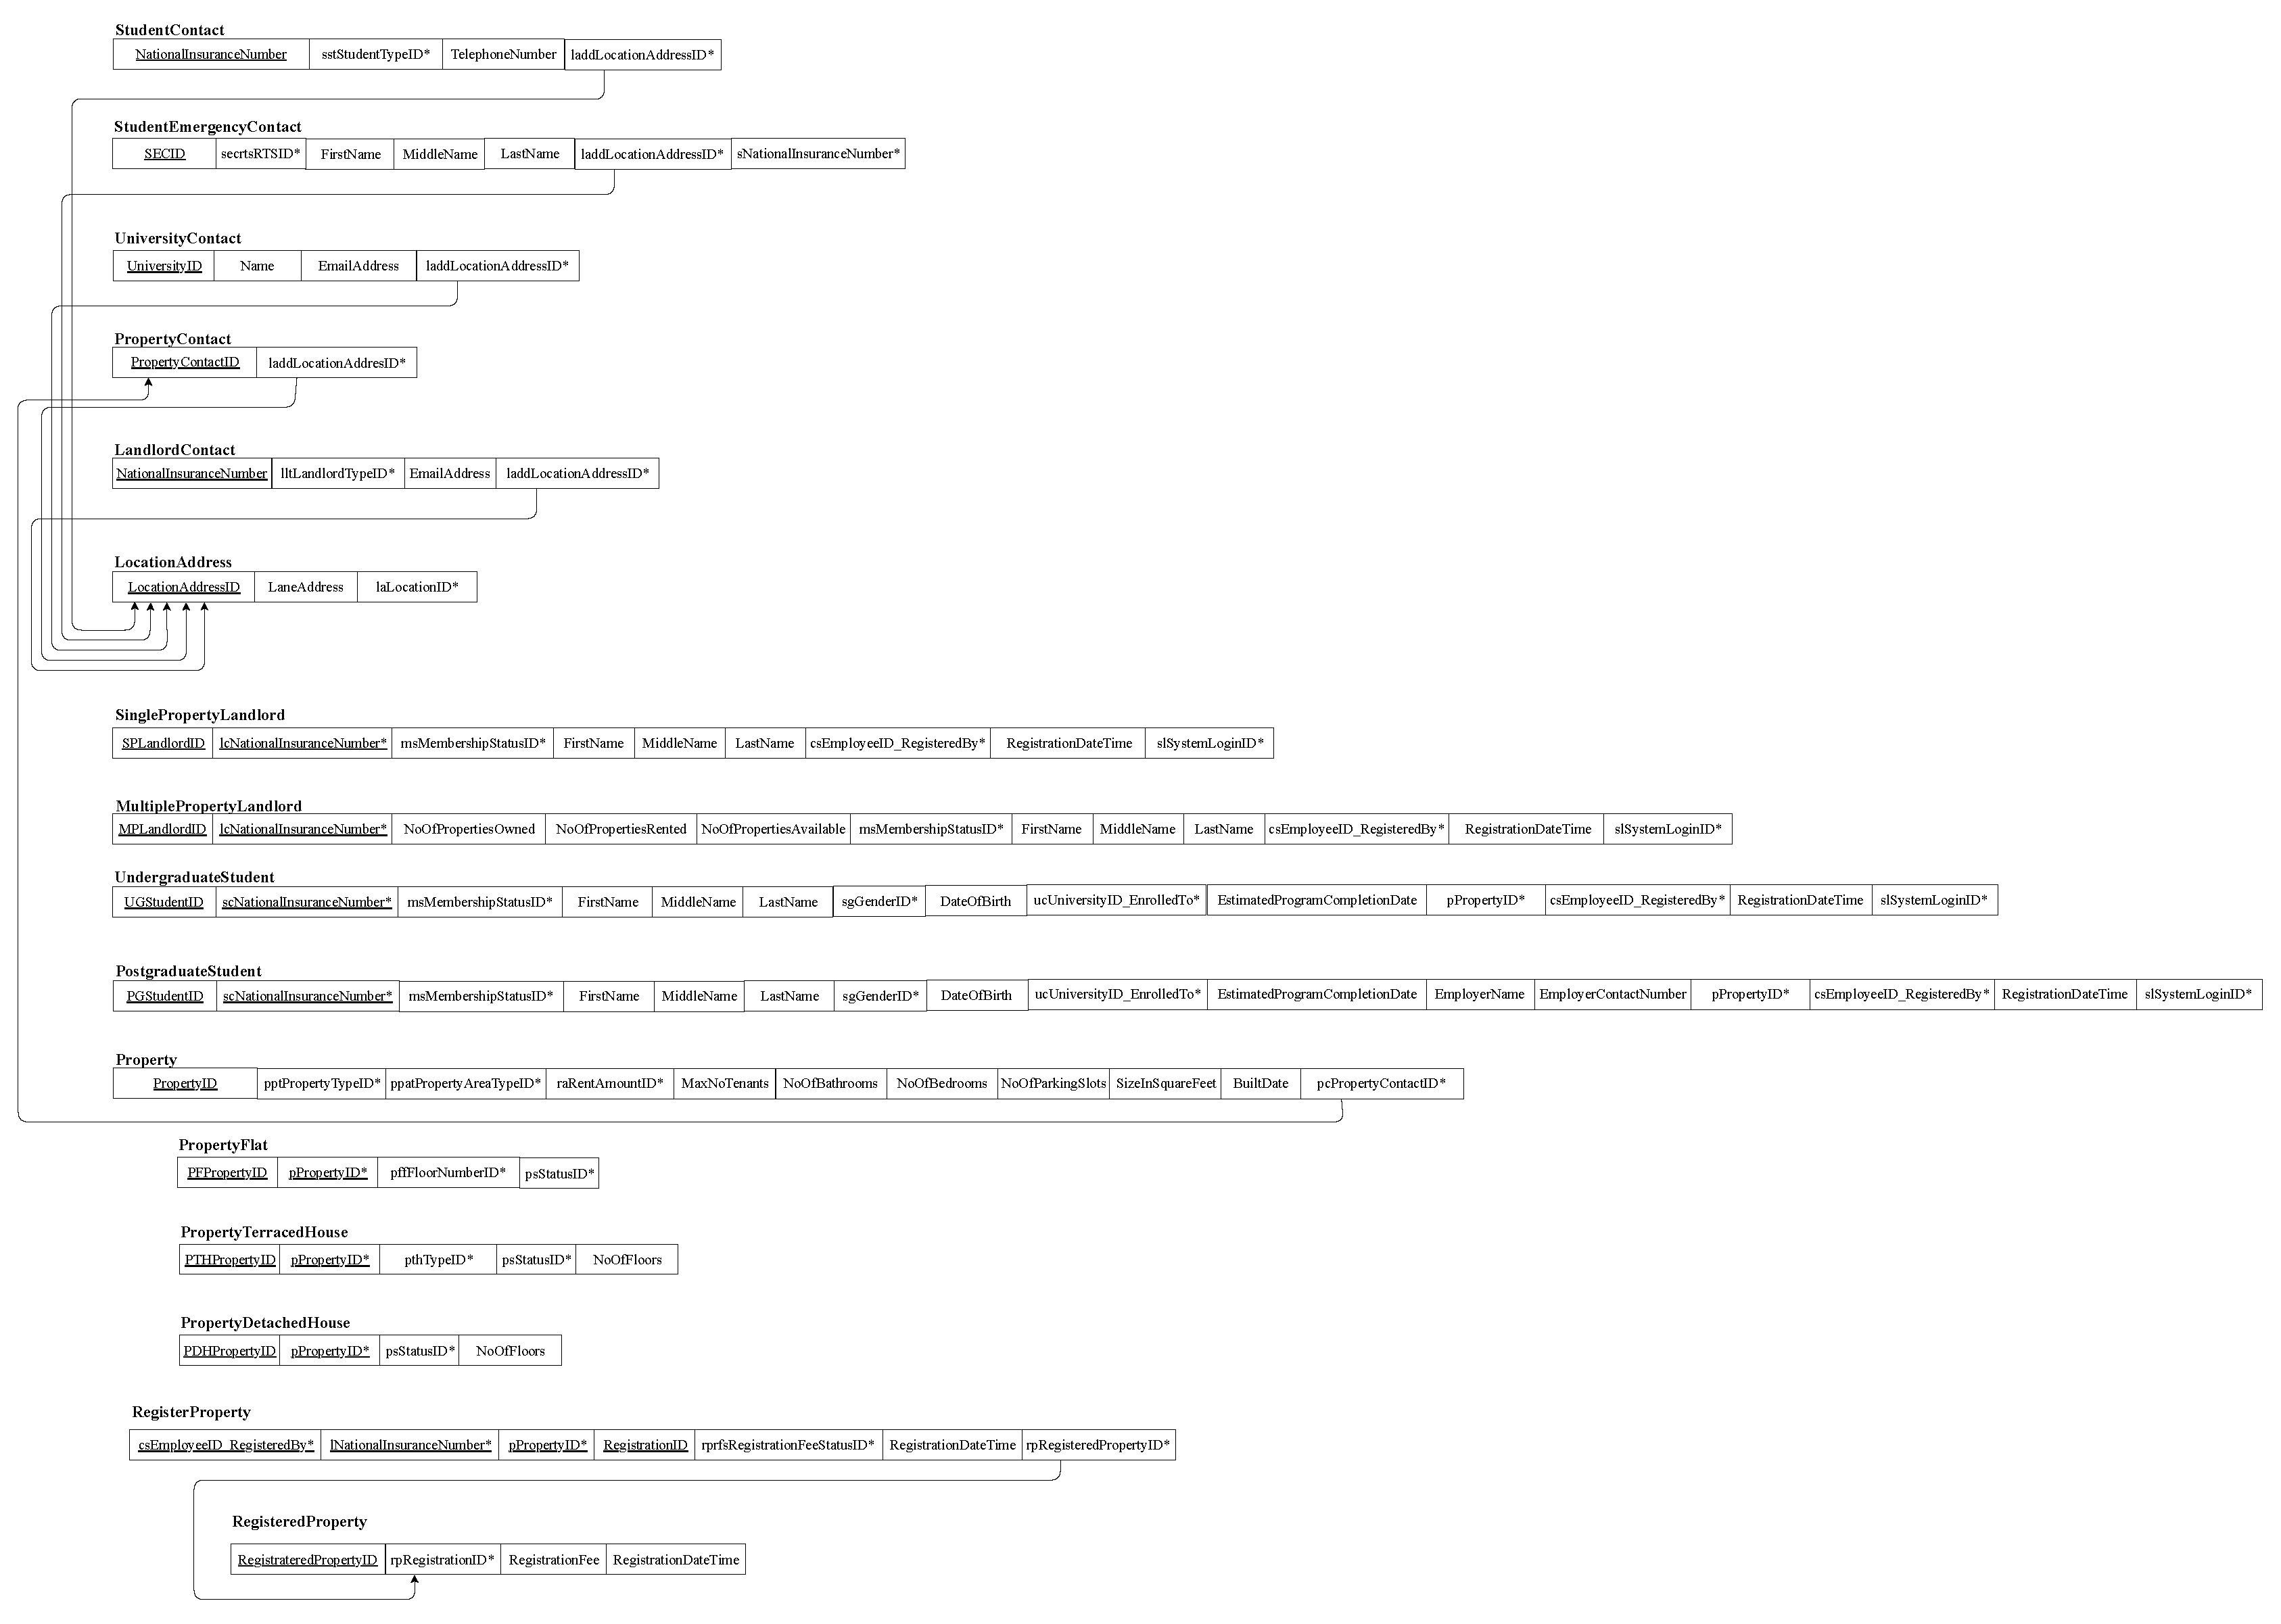 StudentContact
NationalInsuranceNumber sstStudentTypeID* TelephoneNumber laddLocationAddressID*
StudentEmergencyContact
SECID secrtsRTSID* FirstName MiddleName LastName laddLocationAddressID* sNationalInsuranceNumber*
UniversityContact
UniversityID Name EmailAddress laddLocationAddressID*
PropertyContact
PropertyContactID laddLocationAddresID*
LandlordContact
NationalInsuranceNumber lltLandlordTypeID* EmailAddress laddLocationAddressID*
LocationAddress
LocationAddressID LaneAddress laLocationID*
SinglePropertyLandlord
SPLandlordID lcNationalInsuranceNumber* msMembershipStatusID* FirstName MiddleName LastName csEmployeeID_RegisteredBy* RegistrationDateTime slSystemLoginID*
MultiplePropertyLandlord
MPLandlordID lcNationalInsuranceNumber* NoOfPropertiesOwned NoOfPropertiesRented NoOfPropertiesAvailable msMembershipStatusID* FirstName MiddleName LastName csEmployeeID_RegisteredBy* RegistrationDateTime slSystemLoginID*
UndergraduateStudent
UGStudentID scNationalInsuranceNumber* msMembershipStatusID* FirstName MiddleName LastName sgGenderID* DateOfBirth ucUniversityID_EnrolledTo* EstimatedProgramCompletionDate pPropertyID* csEmployeeID_RegisteredBy* RegistrationDateTime slSystemLoginID*
PostgraduateStudent
PGStudentID scNationalInsuranceNumber* msMembershipStatusID* FirstName MiddleName LastName sgGenderID* DateOfBirth ucUniversityID_EnrolledTo* EstimatedProgramCompletionDate EmployerName EmployerContactNumber pPropertyID* csEmployeeID_RegisteredBy* RegistrationDateTime slSystemLoginID*
Property
PropertyID pptPropertyTypeID* ppatPropertyAreaTypeID* raRentAmountID* MaxNoTenants NoOfBathrooms NoOfBedrooms NoOfParkingSlots SizeInSquareFeet BuiltDate pcPropertyContactID*
PropertyFlat
PFPropertyID pPropertyID* pffFloorNumberID* psStatusID*
PropertyTerracedHouse
PTHPropertyID pPropertyID* pthTypeID* psStatusID* NoOfFloors
PropertyDetachedHouse
PDHPropertyID pPropertyID* psStatusID* NoOfFloors
RegisterProperty
csEmployeeID_RegisteredBy* lNationalInsuranceNumber* pPropertyID* RegistrationID rprfsRegistrationFeeStatusID* RegistrationDateTime rpRegisteredPropertyID*
RegisteredProperty
RegistrateredPropertyID rpRegistrationID* RegistrationFee RegistrationDateTime